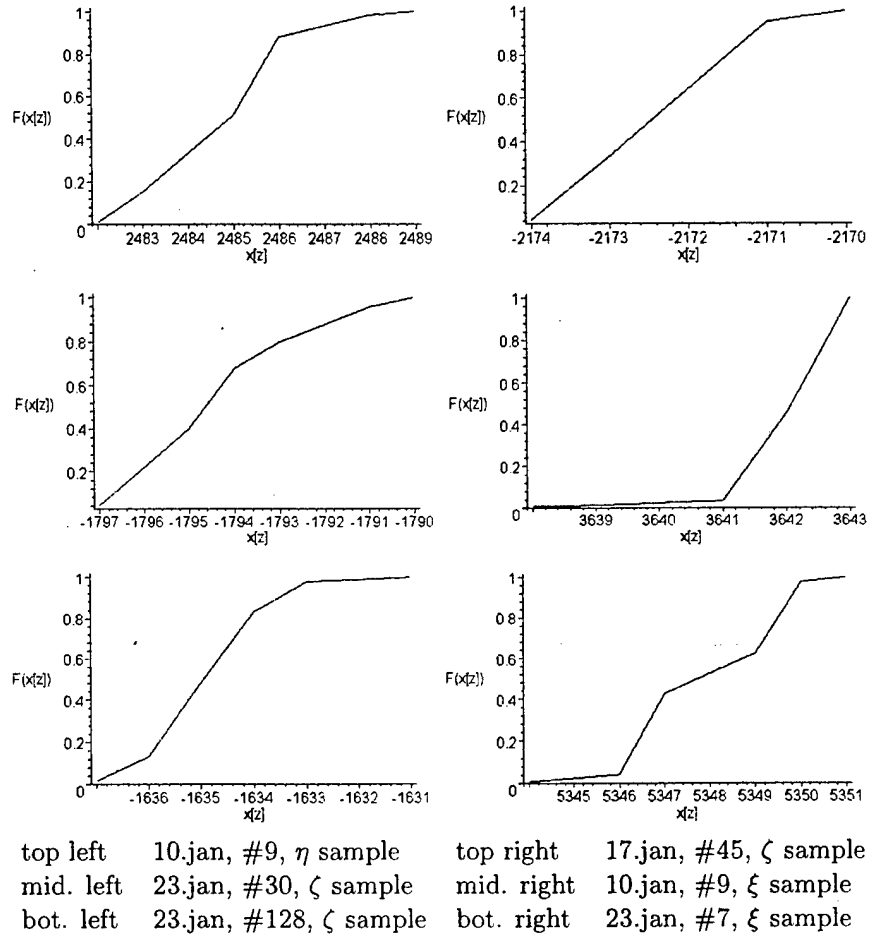 1
0.8
0.6
F(x[z])
0.4
0.2
0
2483 2484 2485 2486 2487 2488 2489
x[z]
1
0.8
0.6
F(x[z])
0.4
0.2
-2174 -2173 -2172 -2171 -2170
x[z]
1
0.8
0.6
F(x[z])
0.4
0.2
-1797 -1796 -1795 -1794 -1793 -1792 -1791 -1790
x[z]
1
0.8
0.6
F(x[z])
0.4
0.2
0
3639 3640 3641 3642 3643
x[z]
1
0.8
0.6
F(x[z])
0.4
0.2
0
-1636 -1635 -1634 -1633 -1632 -1631
x[z]
1
0.8
0.6
F(x[z])
0.4
0.2
0
5345 5346 5347 5348 5349 5350 5351
x[z]
top left 10.jan, #9, η sample top right 17.jan, #45, ζ sample
mid. left 23.jan, #30, ζ sample mid. right 10.jan, #9, ξ sample
bot. left 23.jan, #128, ζ sample bot. right 23.jan, #7, ξ sample